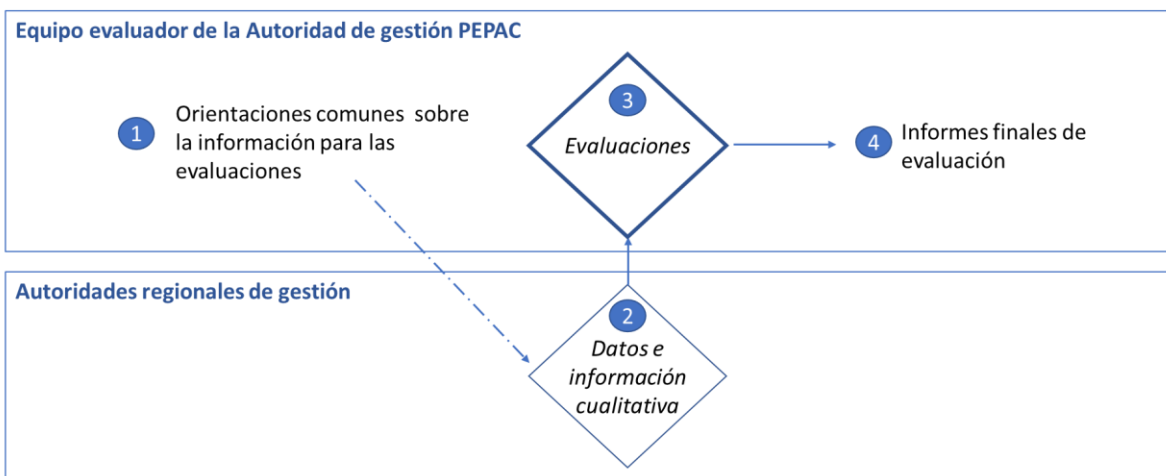 Equipo evaluador de la Autoridad de gestión PEPAC
1
Orientaciones comunes sobre
la información para las
evaluaciones
3
Evaluaciones
4
Informes finales de
evaluación
Autoridades regionales de gestión
2
Datos e
información
cualitativa